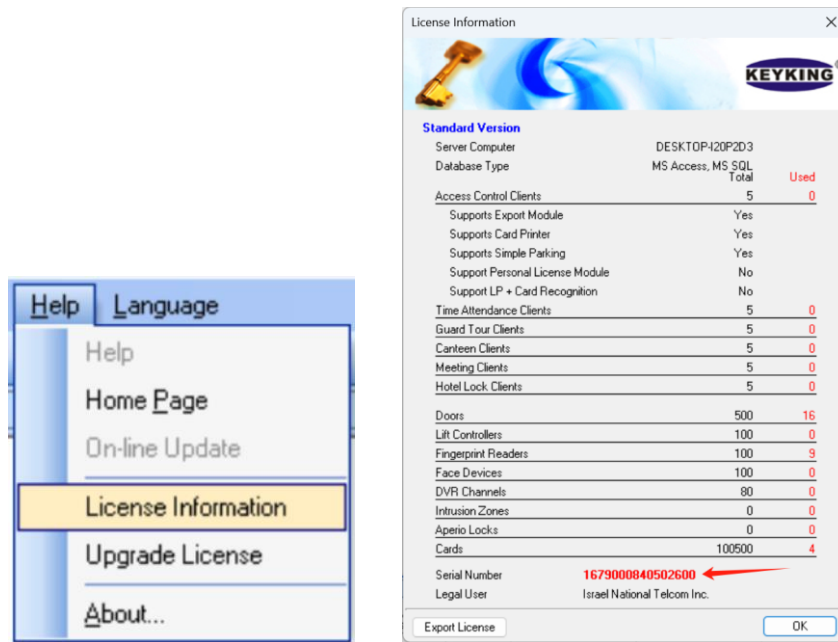 Help Language
Help
Home Page
On-line Update
License Information
Upgrade License
About...
License Information
KEYKING
Standard Version
Server Computer DESKTOP-I20P2D3
Database Type MS Access, MS SQL
Total Used
Access Control Clients 5 0
Supports Export Module Yes
Supports Card Printer Yes
Supports Simple Parking Yes
Support Personal License Module No
Support LP + Card Recognition No
Time Attendance Clients 5 0
Guard Tour Clients 5 0
Canteen Clients 5 0
Meeting Clients 5 0
Hotel Lock Clients 5 0
Doors 500 16
Lift Controllers 100 0
Fingerprint Readers 100 9
Face Devices 100 0
DVR Channels 80 0
Intrusion Zones 0 0
Aperio Locks 0 0
Cards 100500 4
Serial Number 1679000840502600
Legal User Israel National Telcom Inc.
Export License OK